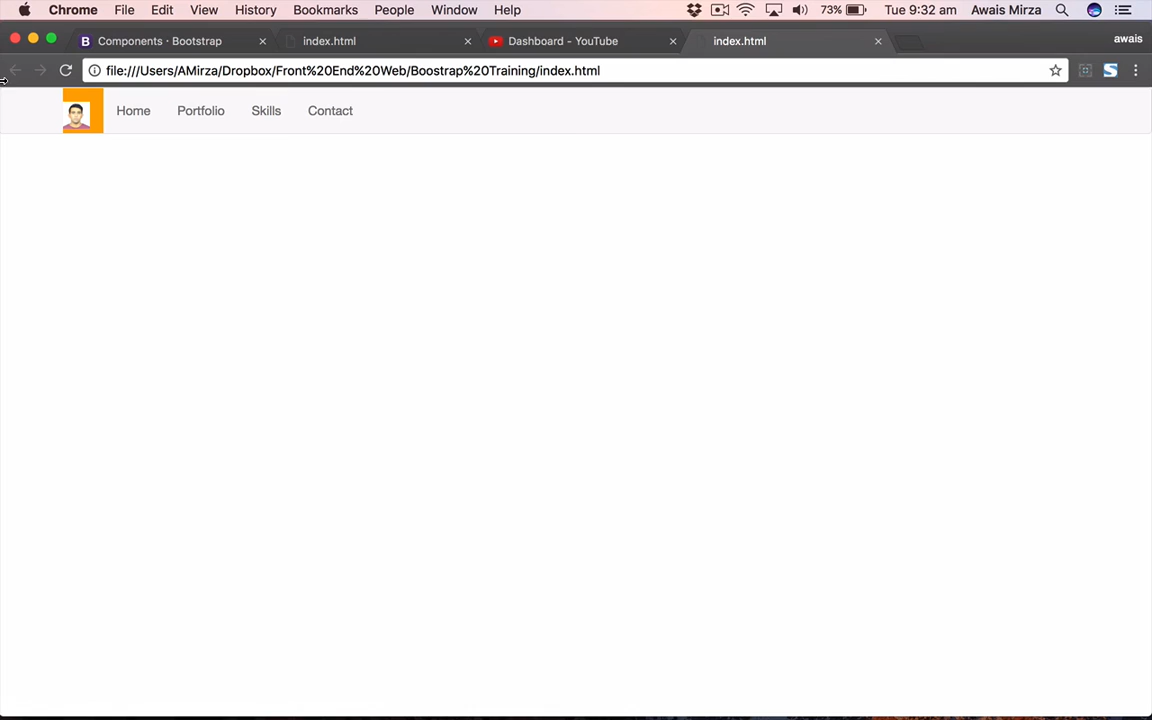 Chrome File Edit View History Bookmarks People Window Help 73% Tue 9:32 am Awais Mirza
B Components · Bootstrap index.html Dashboard - YouTube index.html awais
file:///Users/AMirza/Dropbox/Front%20End%20Web/Boostrap%20Training/index.html S
Home Portfolio Skills Contact